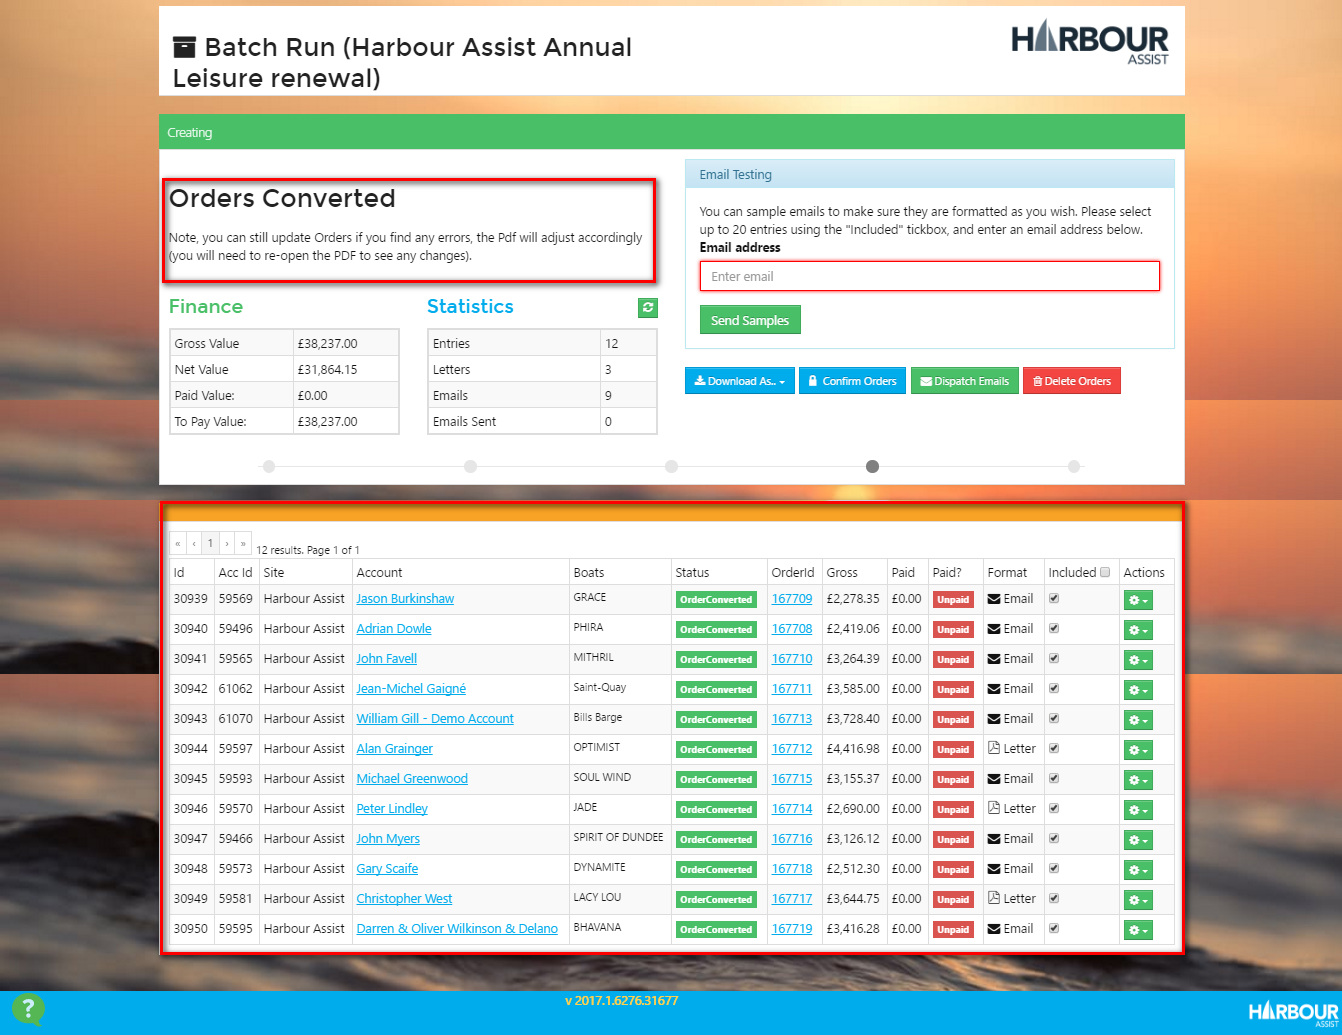 Batch Run (Harbour Assist Annual
Leisure renewal)
HARBOUR
ASSIST
Creating
Orders Converted
Note, you can still update Orders if you find any errors, the Pdf will adjust accordingly
(you will need to re-open the PDF to see any changes).
Finance
Gross Value £38,237.00
Net Value £31,864.15
Paid Value: £0.00
To Pay Value: £38,237.00
Statistics
Entries 12
Letters 3
Emails 9
Emails Sent 0
Email Testing
You can sample emails to make sure they are formatted as you wish. Please select
up to 20 entries using the "Included" tickbox, and enter an email address below.
Email address
Enter email
Send Samples
Download As.. Confirm Orders Dispatch Emails Delete Orders
« ‹ 1 › » 12 results. Page 1 of 1
Id Acc Id Site Account Boats Status OrderId Gross Paid Paid? Format Included Actions
30939 59569 Harbour Assist Jason Burkinshaw GRACE OrderConverted 167709 £2,278.35 £0.00 Unpaid Email
30940 59496 Harbour Assist Adrian Dowle PHIRA OrderConverted 167708 £2,419.06 £0.00 Unpaid Email
30941 59565 Harbour Assist John Favell MITHRIL OrderConverted 167710 £3,264.39 £0.00 Unpaid Email
30942 61062 Harbour Assist Jean-Michel Gaigné Saint-Quay OrderConverted 167711 £3,585.00 £0.00 Unpaid Email
30943 61070 Harbour Assist William Gill - Demo Account Bills Barge OrderConverted 167713 £3,728.40 £0.00 Unpaid Email
30944 59597 Harbour Assist Alan Grainger OPTIMIST OrderConverted 167712 £4,416.98 £0.00 Unpaid Letter
30945 59593 Harbour Assist Michael Greenwood SOUL WIND OrderConverted 167715 £3,155.37 £0.00 Unpaid Email
30946 59570 Harbour Assist Peter Lindley JADE OrderConverted 167714 £2,690.00 £0.00 Unpaid Letter
30947 59466 Harbour Assist John Myers SPIRIT OF DUNDEE OrderConverted 167716 £3,126.12 £0.00 Unpaid Email
30948 59573 Harbour Assist Gary Scaife DYNAMITE OrderConverted 167718 £2,512.30 £0.00 Unpaid Email
30949 59581 Harbour Assist Christopher West LACY LOU OrderConverted 167717 £3,644.75 £0.00 Unpaid Letter
30950 59595 Harbour Assist Darren & Oliver Wilkinson & Delano BHAVANA OrderConverted 167719 £3,416.28 £0.00 Unpaid Email
?
v 2017.1.6276.31677
HARBOUR
ASSIST